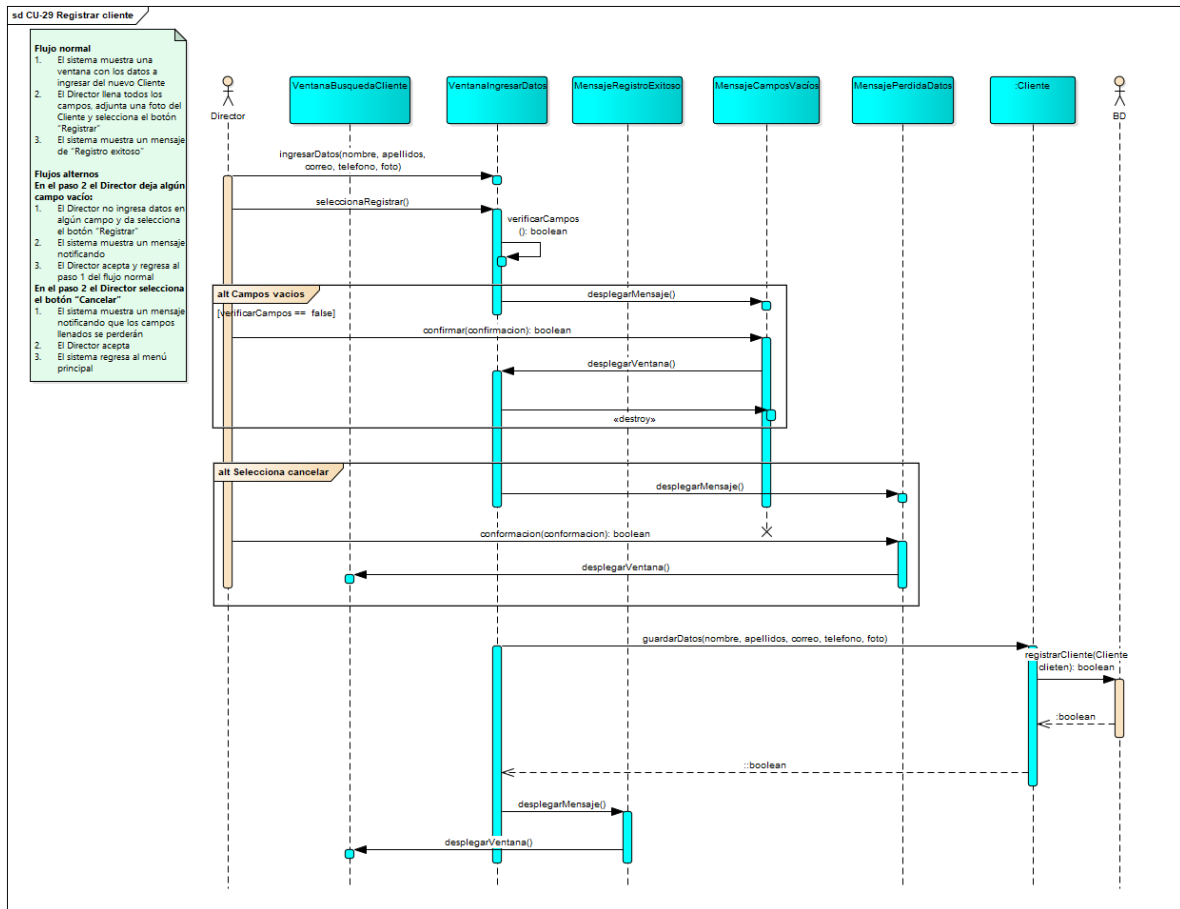 sd CU-29 Registrar cliente
Flujo normal
1. El sistema muestra una
ventana con los datos a
ingresar del nuevo Cliente
2. El Director llena todos los
campos, adjunta una foto del
Cliente y selecciona el botón
"Registrar"
3. El sistema muestra un mensaje
de "Registro exitoso"
Flujos alternos
En el paso 2 el Director deja algún
campo vacío:
1. El Director no ingresa datos en
algún campo y da selecciona
el botón "Registrar"
2. El sistema muestra un mensaje
notificando
3. El Director acepta y regresa al
paso 1 del flujo normal
En el paso 2 el Director selecciona
el botón "Cancelar"
1. El sistema muestra un mensaje
notificando que los campos
llenados se perderán
2. El Director acepta
3. El sistema regresa al menú
principal
Director
VentanaBusquedaCliente
VentanaIngresarDatos
MensajeRegistroExitoso
MensajeCamposVacíos
MensajePerdidaDatos
:Cliente
BD
ingresarDatos(nombre, apellidos,
correo, telefono, foto)
seleccionaRegistrar()
verificarCampos
(): boolean
alt Campos vacios
[verificarCampos == false]
desplegarMensaje()
confirmar(confirmacion): boolean
desplegarVentana()
«destroy»
alt Selecciona cancelar
desplegarMensaje()
conformacion(conformacion): boolean
desplegarVentana()
guardarDatos(nombre, apellidos, correo, telefono, foto)
registrarCliente(Cliente
clieten): boolean
:boolean
::boolean
desplegarMensaje()
desplegarVentana()